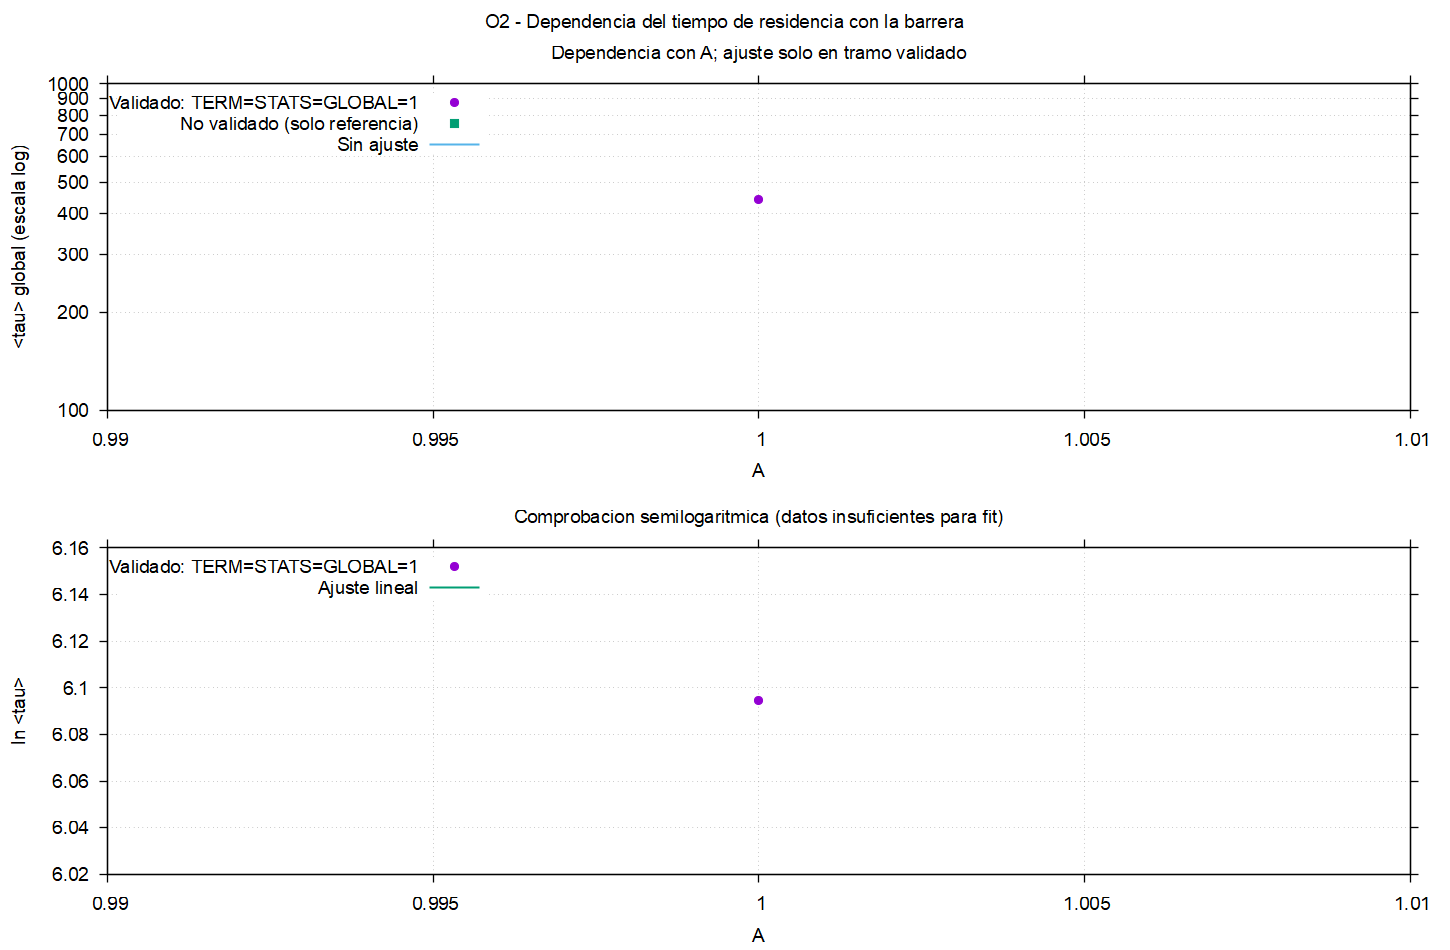 O2 - Dependencia del tiempo de residencia con la barrera
Dependencia con A; ajuste solo en tramo validado
1000
900
800
700
600
500
400
300
200
100
<tau> global (escala log)
Validado: TERM=STATS=GLOBAL=1
No validado (solo referencia)
Sin ajuste
0.99 0.995 1 1.005 1.01
A
Comprobacion semilogaritmica (datos insuficientes para fit)
6.16
6.14
6.12
6.1
6.08
6.06
6.04
6.02
ln <tau>
Validado: TERM=STATS=GLOBAL=1
Ajuste lineal
0.99 0.995 1 1.005 1.01
A